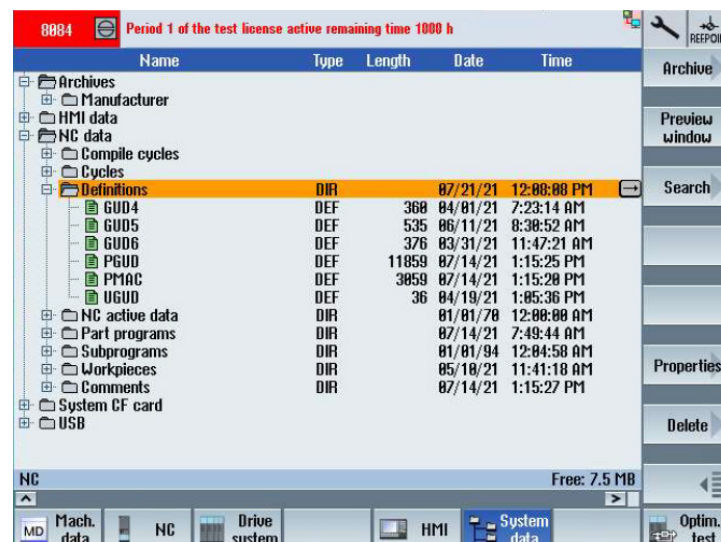 8084 Period 1 of the test license active remaining time 1000 h
REFPOI
Name Type Length Date Time
Archive
Archives
Manufacturer
HMI data
Preview
window
NC data
Compile cycles
Cycles
Definitions DIR 07/21/21 12:08:08 PM
Search
GUD4 DEF 360 04/01/21 7:23:14 AM
GUD5 DEF 535 06/11/21 8:30:52 AM
GUD6 DEF 376 03/31/21 11:47:21 AM
PGUD DEF 11859 07/14/21 1:15:25 PM
PMAC DEF 3059 07/14/21 1:15:20 PM
UGUD DEF 36 04/19/21 1:05:36 PM
NC active data DIR 01/01/70 12:00:00 AM
Part programs DIR 07/14/21 7:49:44 AM
Subprograms DIR 01/01/94 12:04:58 AM
Workpieces DIR 05/10/21 11:41:18 AM
Properties
Comments DIR 07/14/21 1:15:27 PM
System CF card
USB
Delete
NC Free: 7.5 MB
MD Mach.
data
NC
Drive
system
HMI
System
data
Optim.
test